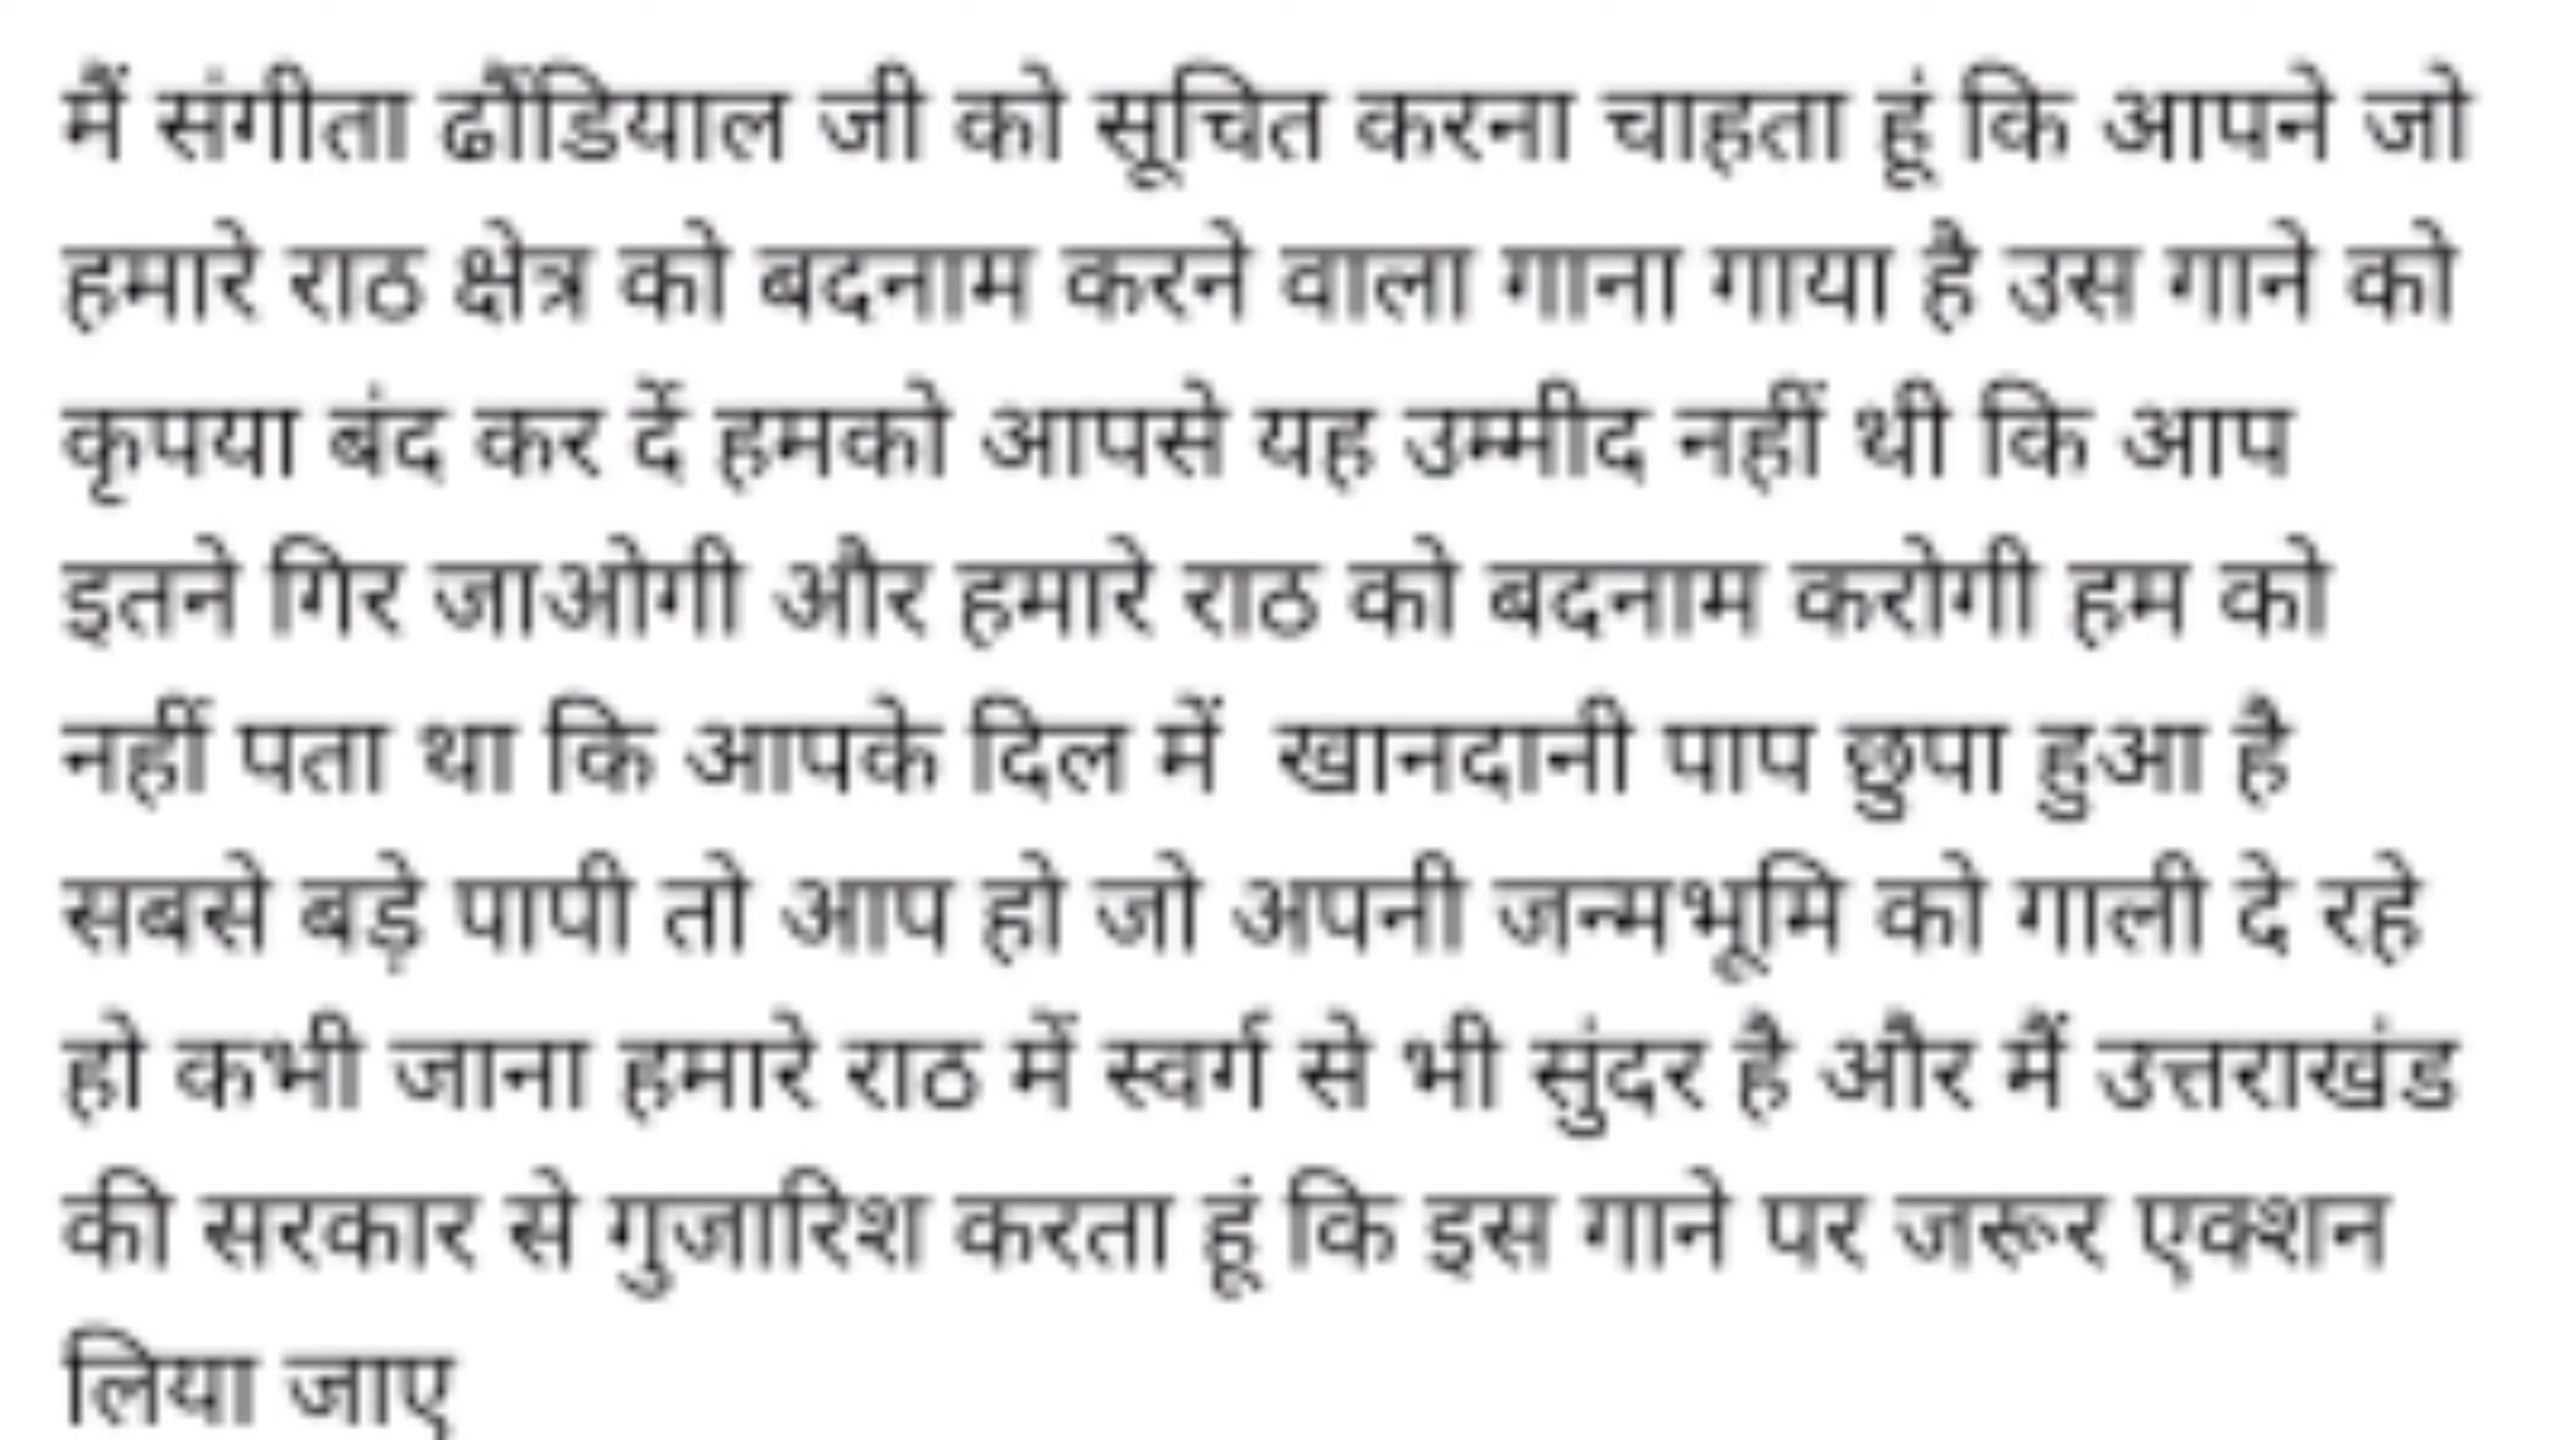 मैं संगीता ढौंडियाल जी को सूचित करना चाहता हूं कि आपने जो
हमारे राठ क्षेत्र को बदनाम करने वाला गाना गाया है उस गाने को
कृपया बंद कर दें हमको आपसे यह उम्मीद नहीं थी कि आप
इतने गिर जाओगी और हमारे राठ को बदनाम करोगी हम को
नहीं पता था कि आपके दिल में खानदानी पाप छुपा हुआ है
सबसे बड़े पापी तो आप हो जो अपनी जन्मभूमि को गाली दे रहे
हो कभी जाना हमारे राठ में स्वर्ग से भी सुंदर है और मैं उत्तराखंड
की सरकार से गुजारिश करता हूं कि इस गाने पर जरूर एक्शन
लिया जाए